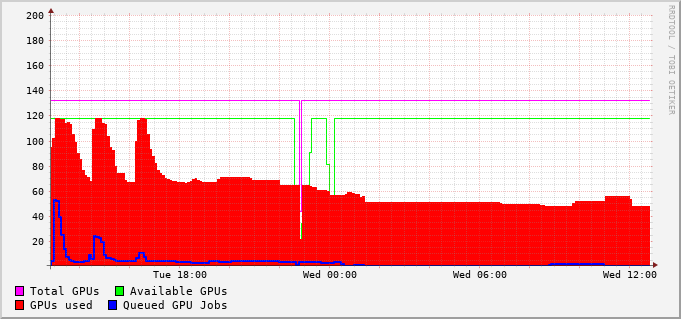 200
180
160
140
120
100
80
60
40
20
Tue 18:00 Wed 00:00 Wed 06:00 Wed 12:00
Total GPUs Available GPUs
GPUs used Queued GPU Jobs
RRDTOOL / TOBI OETIKER